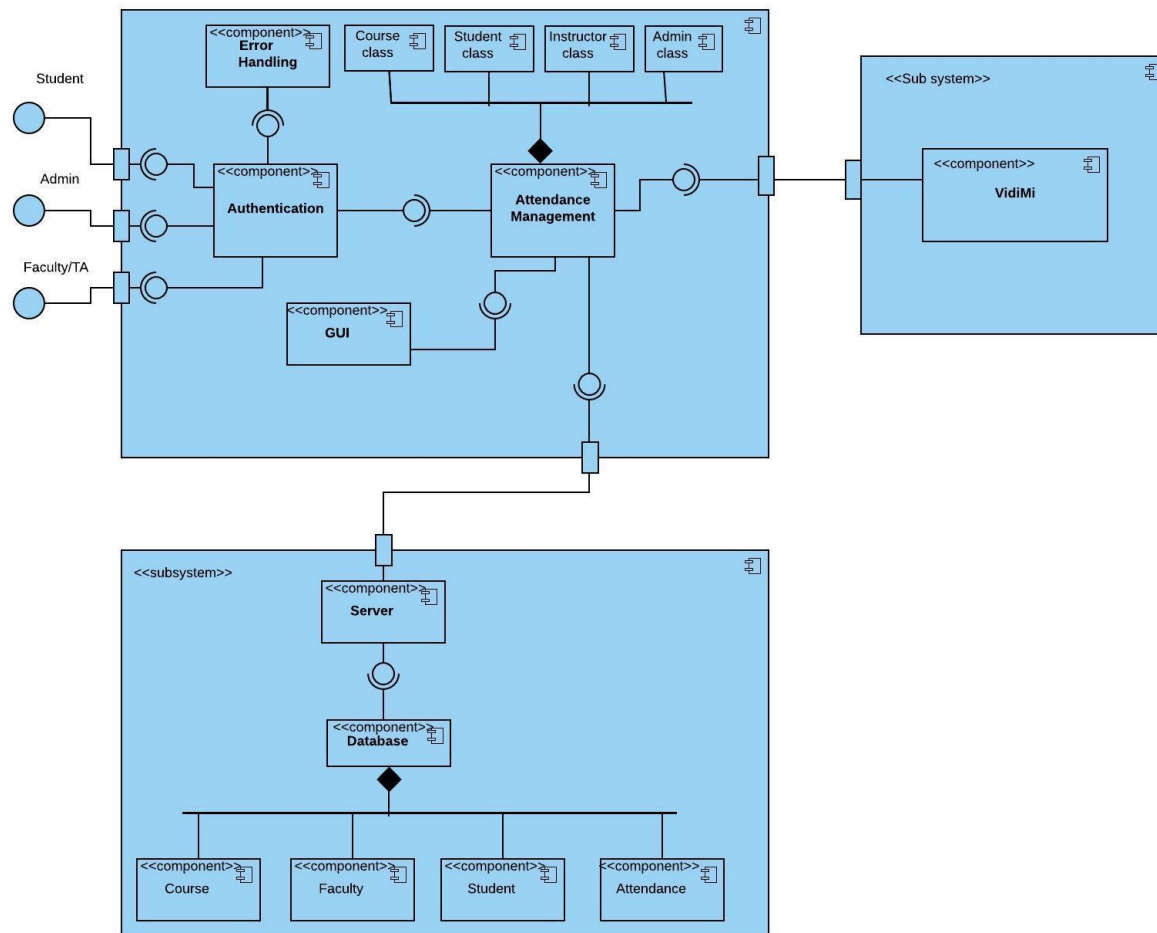 <<component>>
Error
Handling
Course
class
Student
class
Instructor
class
Admin
class
Student
Admin
Faculty/TA
<<component>>
Authentication
<<component>>
Attendance
Management
<<component>>
GUI
<<Sub system>>
<<component>>
VidiMi
<<subsystem>>
<<component>>
Server
<<component>>
Database
<<component>>
Course
<<component>>
Faculty
<<component>>
Student
<<component>>
Attendance